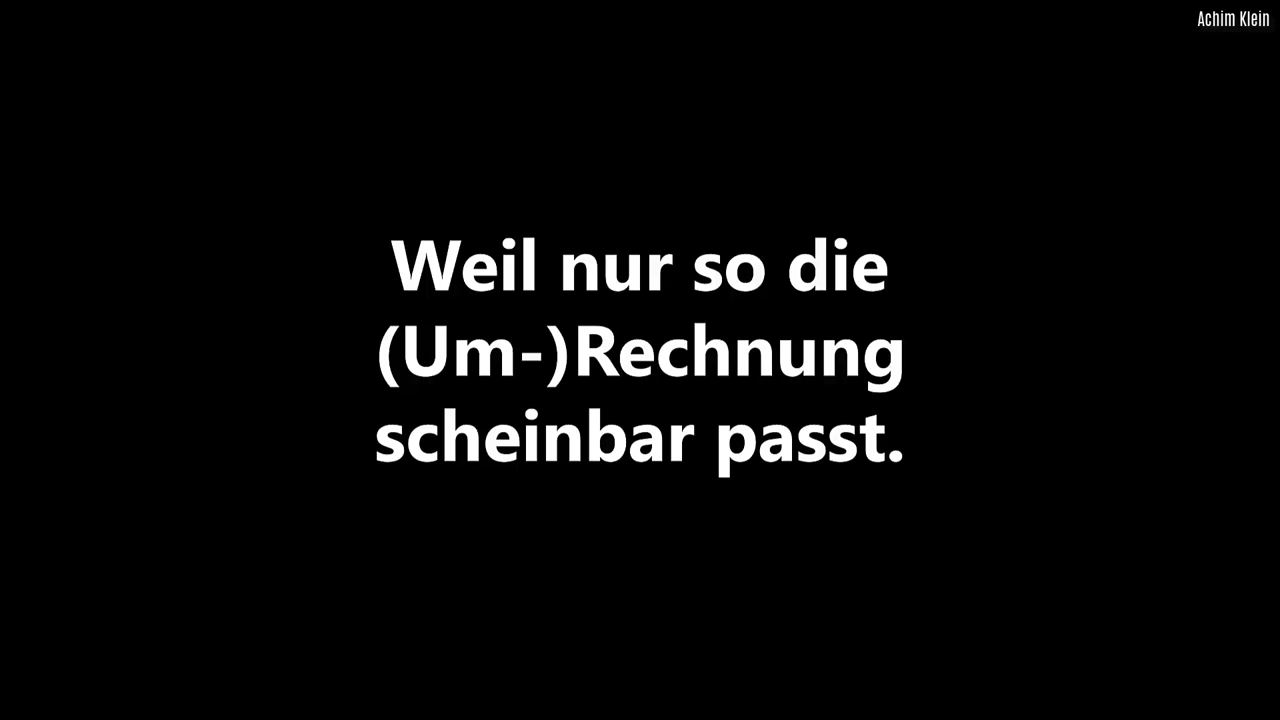 Achim Klein
Weil nur so die
(Um-)Rechnung
scheinbar passt.